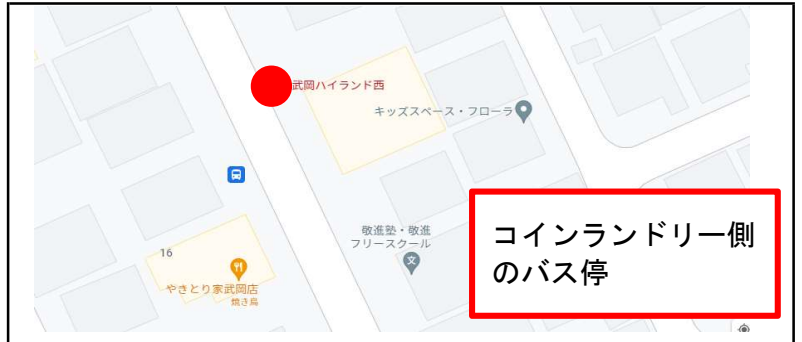 武岡ハイランド西
キッズスペース・フローラ
敬進塾・敬進
フリースクール
文
16
やきとり家武岡店
焼き鳥
コインランドリー側
のバス停